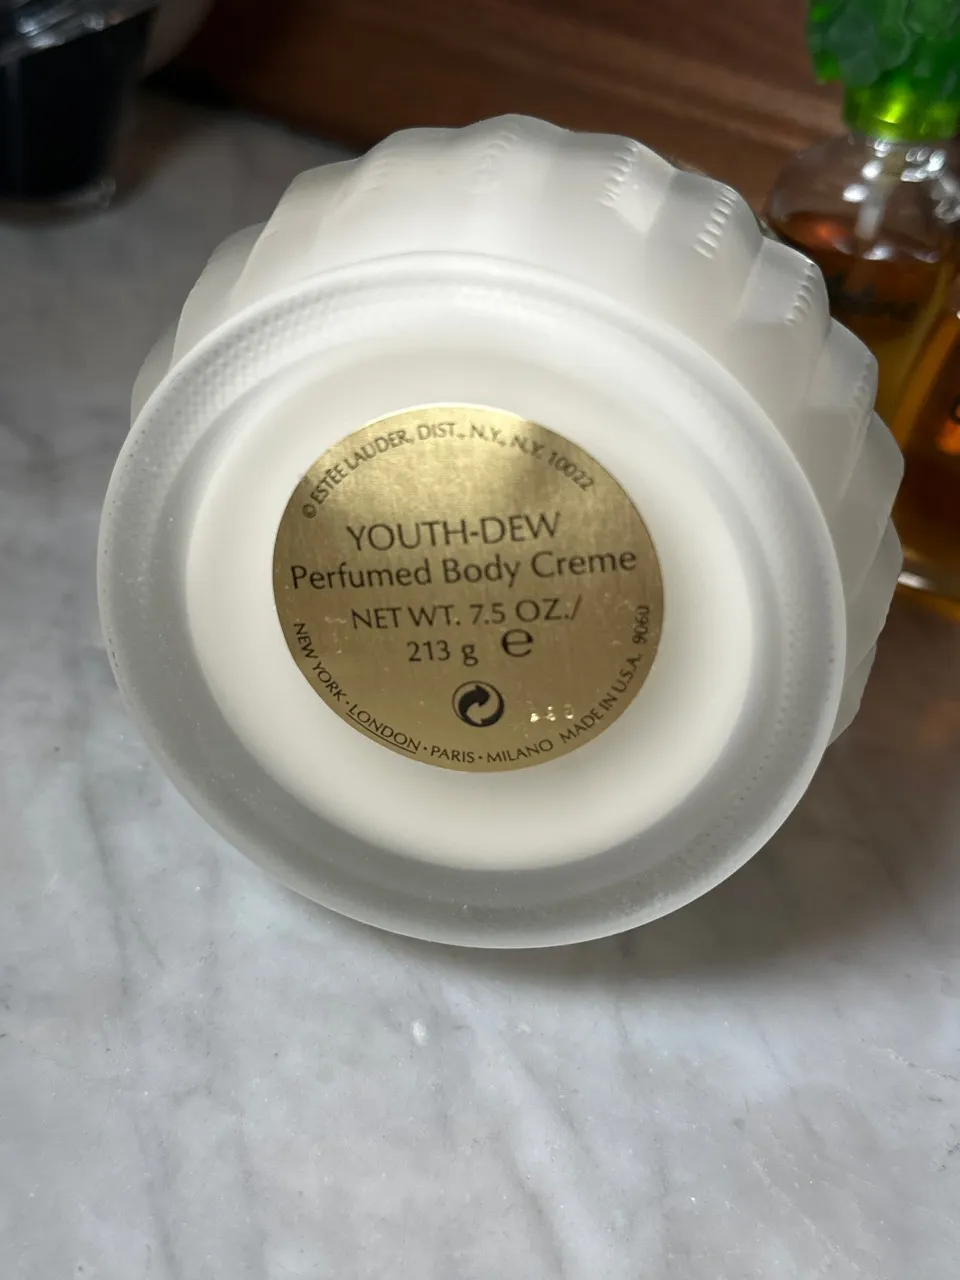 © ESTÉE LAUDER, DIST., N.Y., N.Y. 10022
YOUTH-DEW
Perfumed Body Creme
NET WT. 7.5 OZ./
213 g e
NEW YORK · LONDON · PARIS · MILANO MADE IN U.S.A. 9060